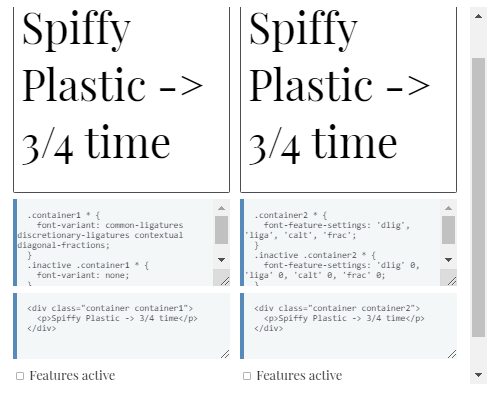 Spiffy
Plastic ->
3/4 time
Spiffy
Plastic ->
3/4 time
.container1 * {
font-variant: common-ligatures
discretionary-ligatures contextual
diagonal-fractions;
}
.inactive .container1 * {
font-variant: none;
}
.container2 * {
font-feature-settings: 'dlig',
'liga', 'calt', 'frac';
}
.inactive .container2 * {
font-feature-settings: 'dlig' 0,
'liga' 0, 'calt' 0, 'frac' 0;
}
<div class="container container1">
<p>Spiffy Plastic -> 3/4 time</p>
</div>
<div class="container container2">
<p>Spiffy Plastic -> 3/4 time</p>
</div>
Features active
Features active